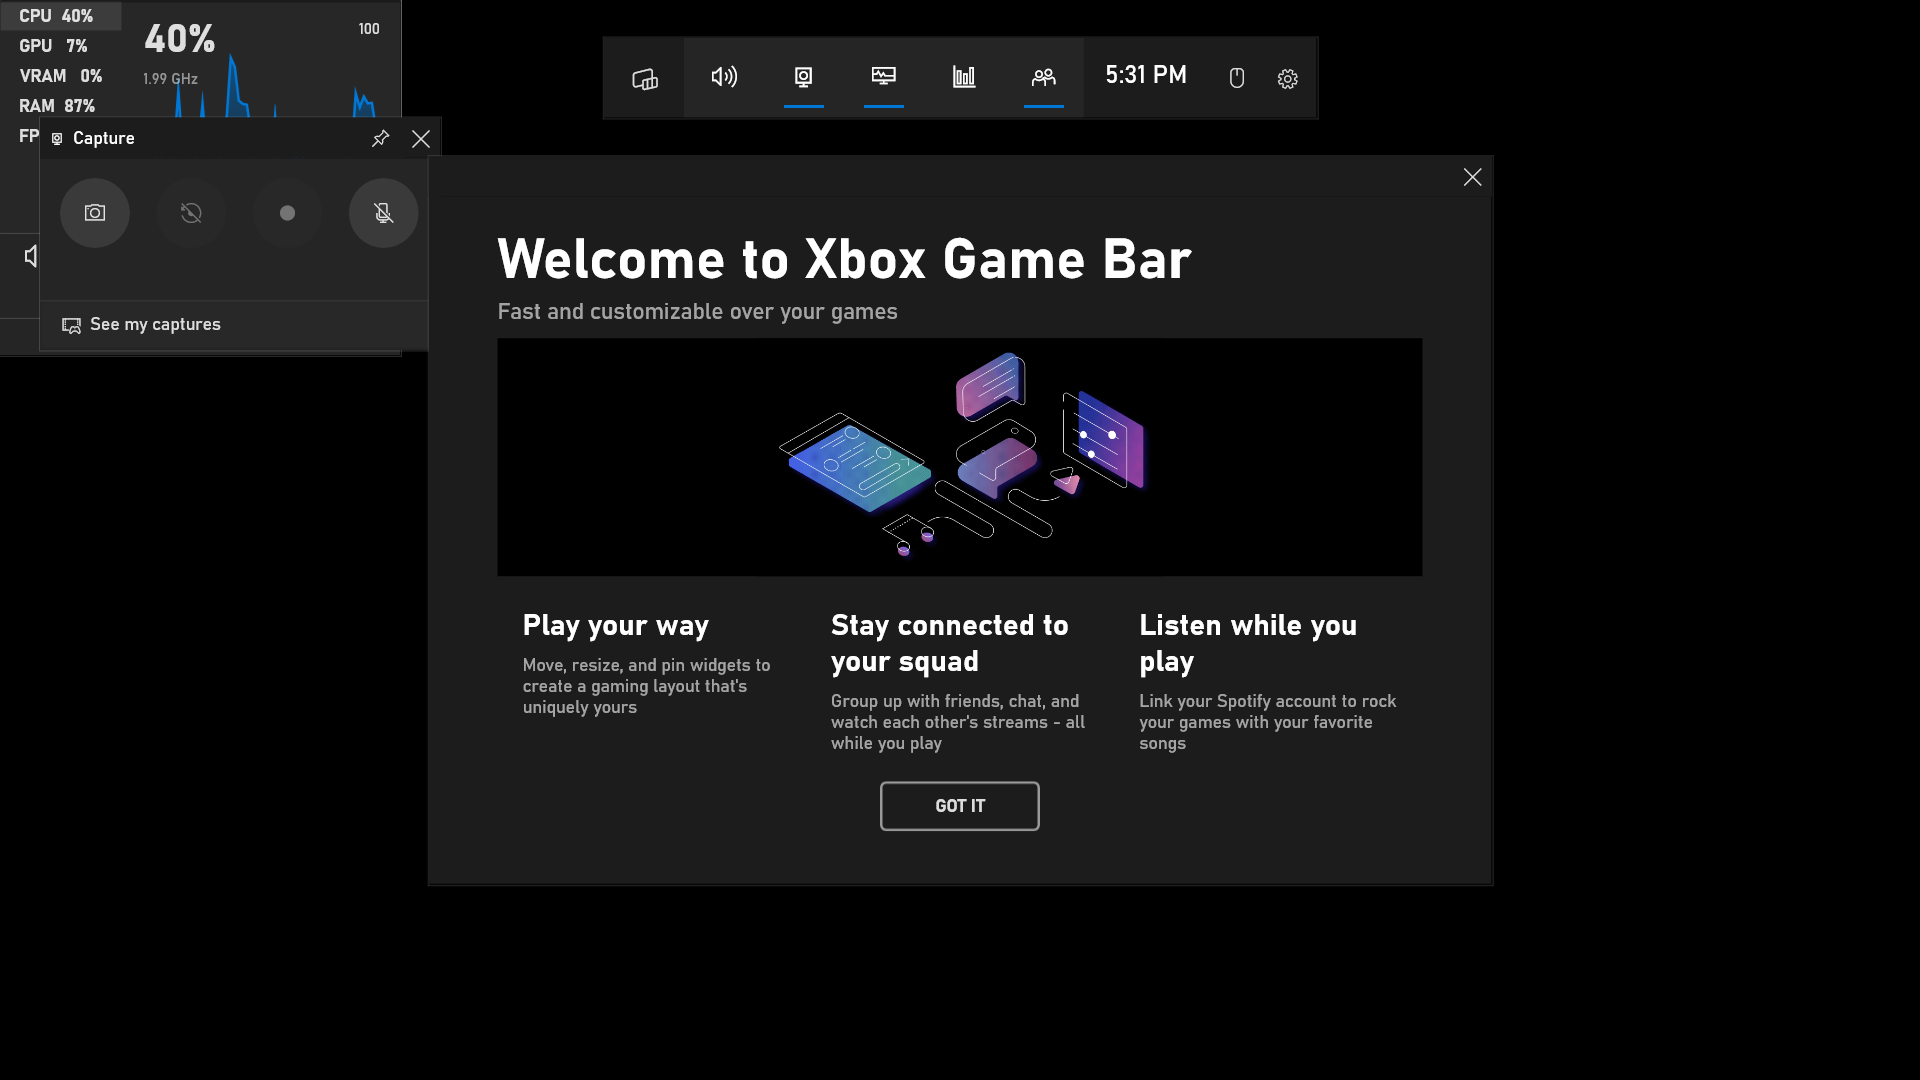 CPU 40%
GPU 7%
VRAM 0%
RAM 87%
FP
40%
1.99 GHz
100
5:31 PM
Capture
See my captures
Welcome to Xbox Game Bar
Fast and customizable over your games
Play your way
Move, resize, and pin widgets to
create a gaming layout that's
uniquely yours
Stay connected to
your squad
Group up with friends, chat, and
watch each other's streams - all
while you play
Listen while you
play
Link your Spotify account to rock
your games with your favorite
songs
GOT IT